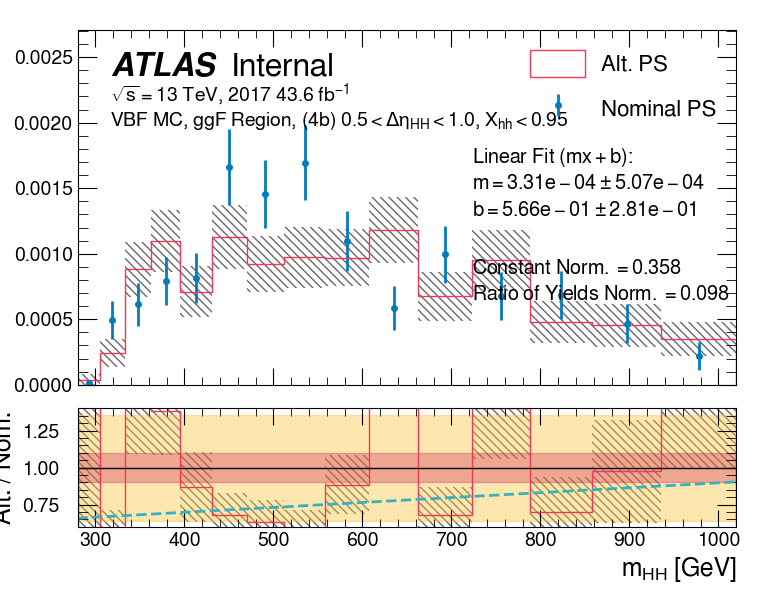 ATLAS Internal
√s = 13 TeV, 2017 43.6 fb⁻¹
VBF MC, ggF Region, (4b) 0.5 < Δη_HH < 1.0, X_hh < 0.95
Alt. PS
Nominal PS
Linear Fit (mx + b):
m = 3.31e − 04 ± 5.07e − 04
b = 5.66e − 01 ± 2.81e − 01
Constant Norm. = 0.358
Ratio of Yields Norm. = 0.098
0.0025
0.0020
0.0015
0.0010
0.0005
0.0000
Alt. / Nom.
1.25
1.00
0.75
300 400 500 600 700 800 900 1000
m_HH [GeV]